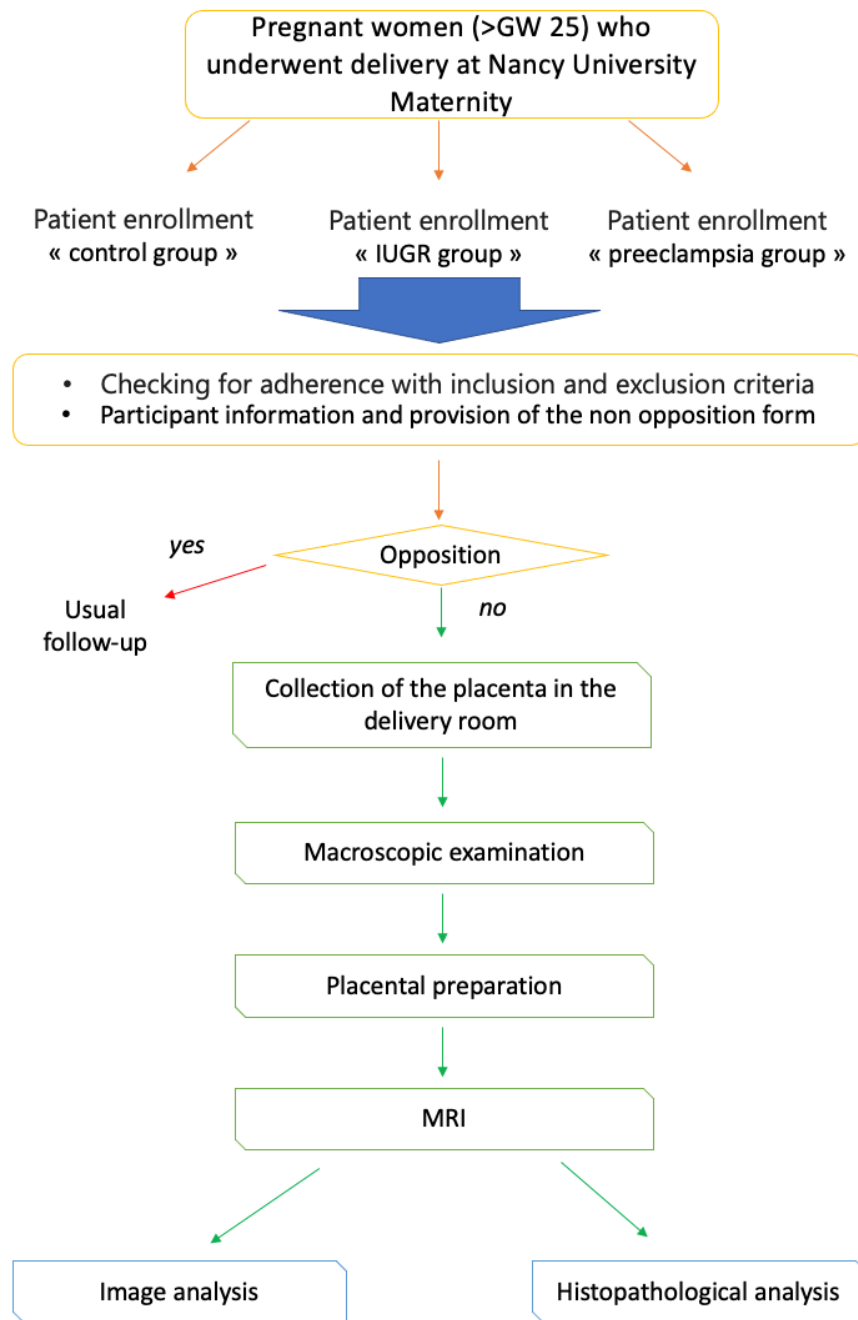 Pregnant women (>GW 25) who
underwent delivery at Nancy University
Maternity
Patient enrollment
« control group »
Patient enrollment
« IUGR group »
Patient enrollment
« preeclampsia group »
• Checking for adherence with inclusion and exclusion criteria
• Participant information and provision of the non opposition form
Opposition
yes
Usual
follow-up
no
Collection of the placenta in the
delivery room
Macroscopic examination
Placental preparation
MRI
Image analysis
Histopathological analysis